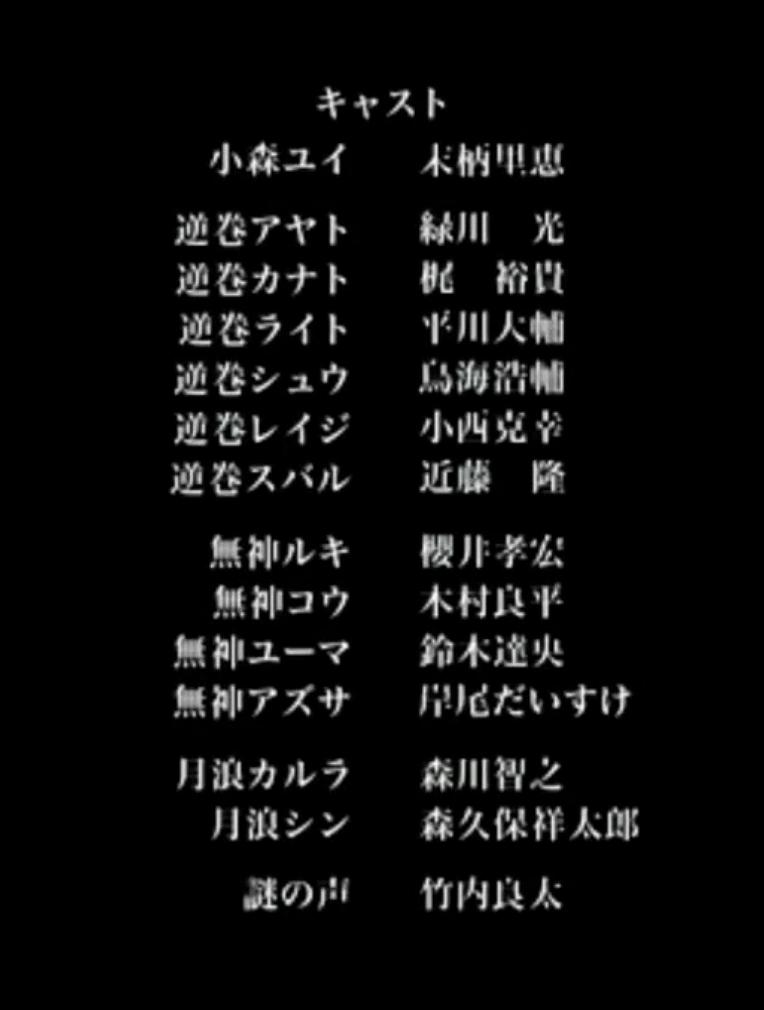 キャスト
小森ユイ　末柄里恵
逆巻アヤト　緑川　光
逆巻カナト　梶　裕貴
逆巻ライト　平川大輔
逆巻シュウ　鳥海浩輔
逆巻レイジ　小西克幸
逆巻スバル　近藤　隆
無神ルキ　櫻井孝宏
無神コウ　木村良平
無神ユーマ　鈴木達央
無神アズサ　岸尾だいすけ
月浪カルラ　森川智之
月浪シン　森久保祥太郎
謎の声　竹内良太